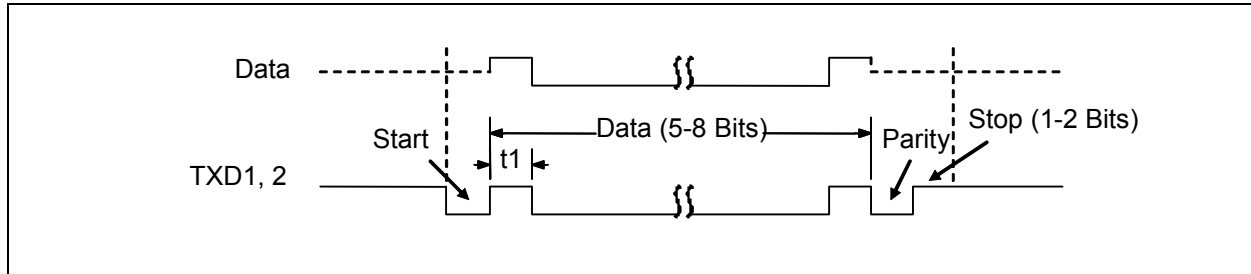 Data
Data (5-8 Bits)
Stop (1-2 Bits)
Start
Parity
t1
TXD1, 2